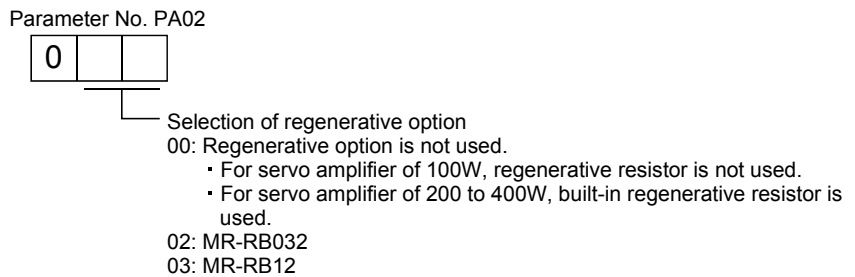 Parameter No. PA02
0
Selection of regenerative option
00: Regenerative option is not used.
・For servo amplifier of 100W, regenerative resistor is not used.
・For servo amplifier of 200 to 400W, built-in regenerative resistor is
used.
02: MR-RB032
03: MR-RB12